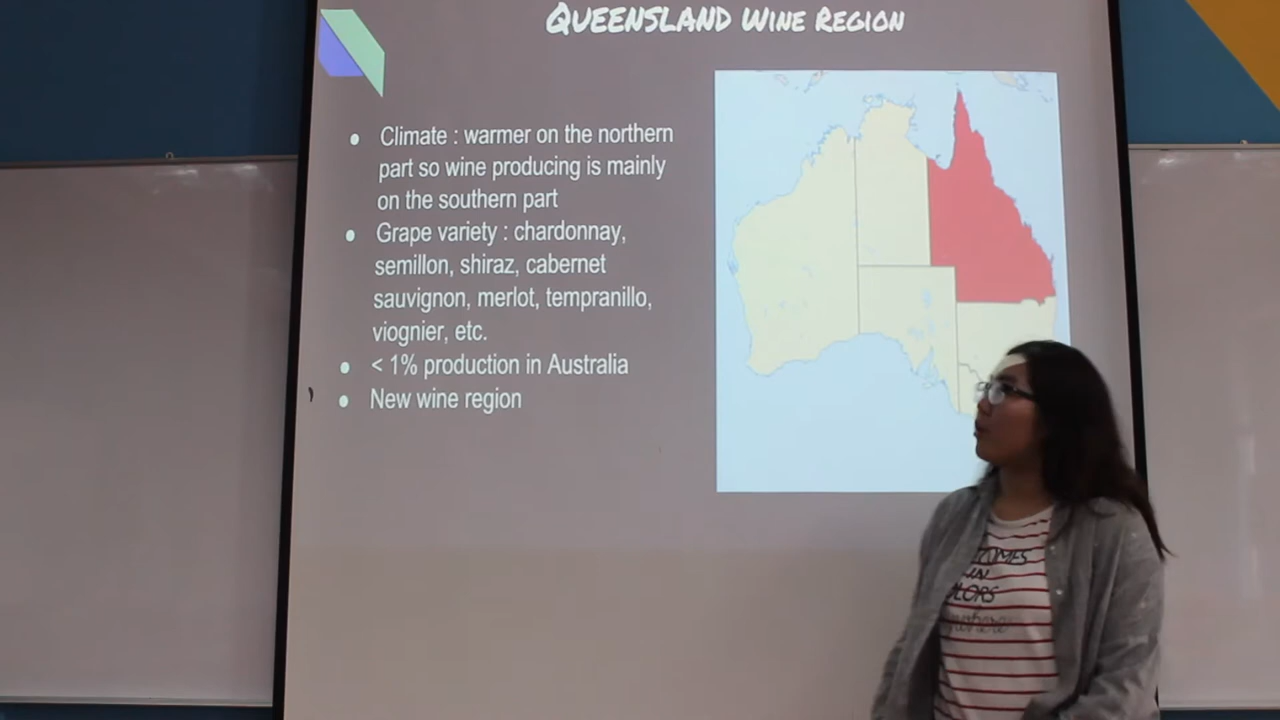 QUEENSLAND WINE REGION
• Climate : warmer on the northern
part so wine producing is mainly
on the southern part
• Grape variety : chardonnay,
semillon, shiraz, cabernet
sauvignon, merlot, tempranillo,
viognier, etc.
• < 1% production in Australia
• New wine region